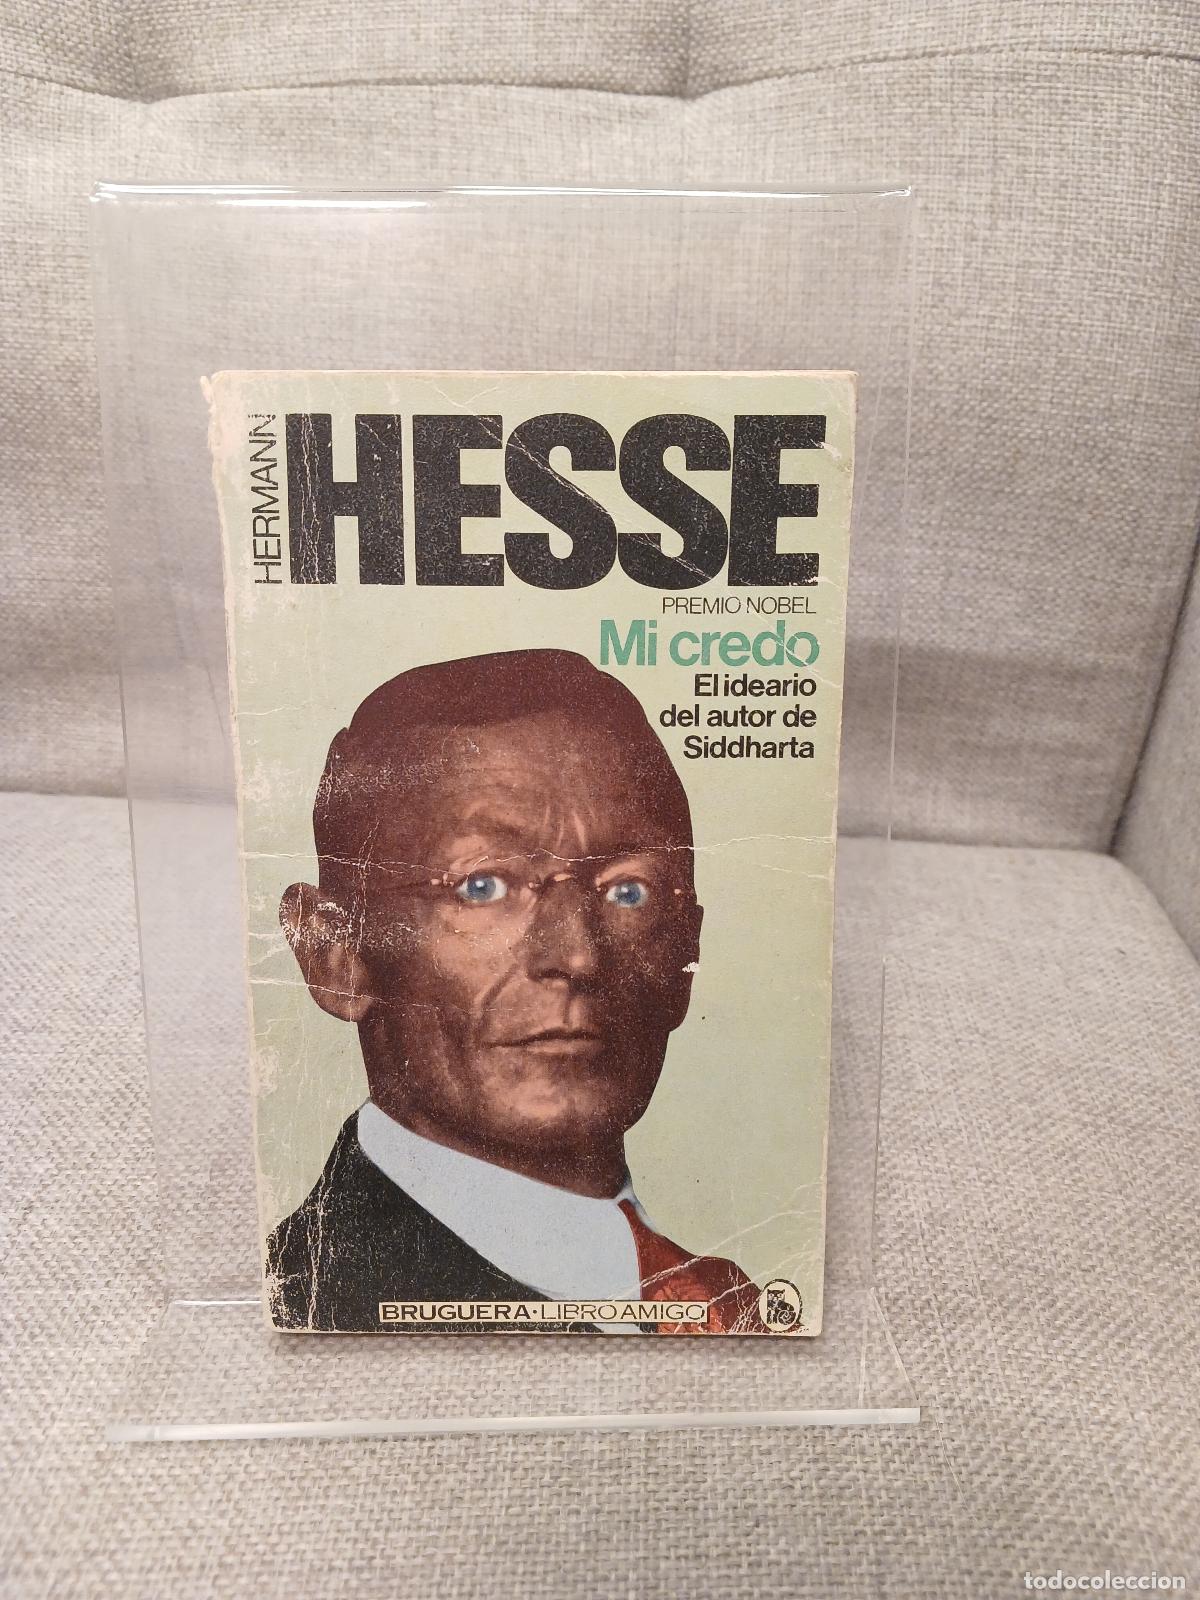 HERMANN
HESSE
PREMIO NOBEL
Mi credo
El ideario
del autor de
Siddharta
BRUGUERA·LIBRO AMIGO
todocoleccion